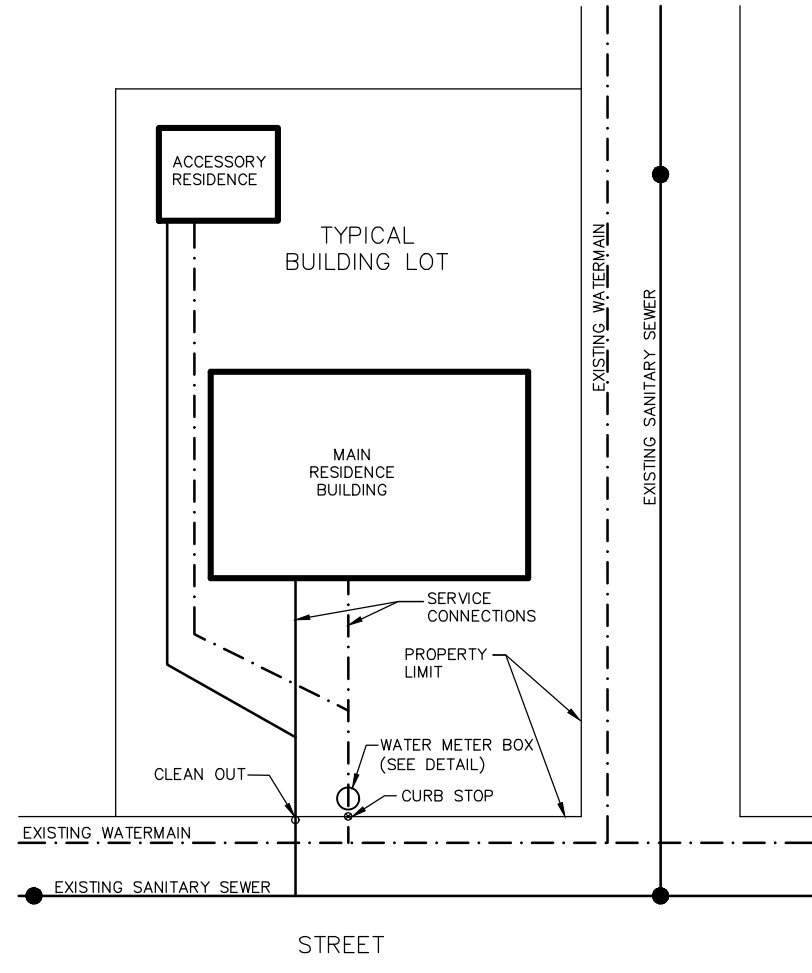 ACCESSORY
RESIDENCE
TYPICAL
BUILDING LOT
EXISTING WATERMAIN
EXISTING SANITARY SEWER
MAIN
RESIDENCE
BUILDING
SERVICE
CONNECTIONS
PROPERTY
LIMIT
WATER METER BOX
(SEE DETAIL)
CLEAN OUT
CURB STOP
EXISTING WATERMAIN
EXISTING SANITARY SEWER
STREET